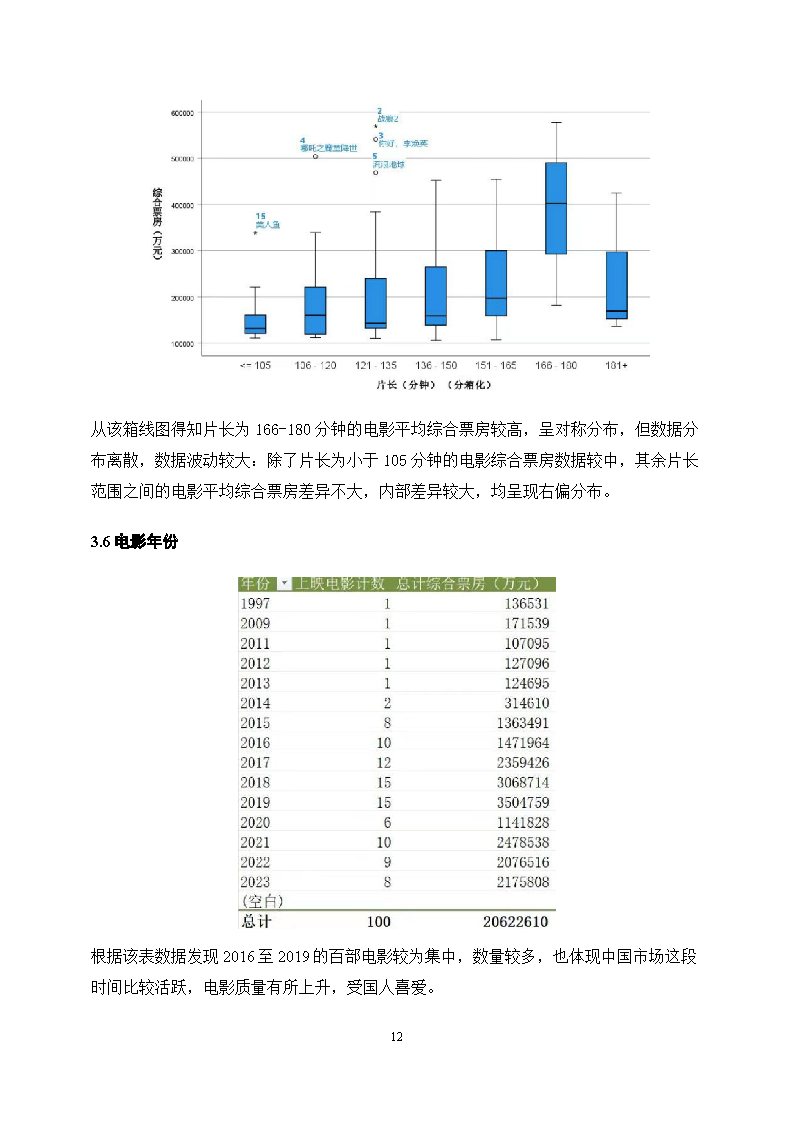 600000
500000
400000
300000
200000
100000
综合票房（万元）
2
战狼2
3
你好，李焕英
4
哪吒之魔童降世
5
流浪地球
15
美人鱼
<= 105 106 - 120 121 - 135 136 - 150 151 - 165 166 - 180 181+
片长（分钟）（分箱化）
从该箱线图得知片长为 166-180 分钟的电影平均综合票房较高，呈对称分布，但数据分
布离散，数据波动较大：除了片长为小于 105 分钟的电影综合票房数据较中，其余片长
范围之间的电影平均综合票房差异不大，内部差异较大，均呈现右偏分布。
3.6 电影年份
年份 上映电影计数 总计综合票房（万元）
1997 1 136531
2009 1 171539
2011 1 107095
2012 1 127096
2013 1 124695
2014 2 314610
2015 8 1363491
2016 10 1471964
2017 12 2359426
2018 15 3068714
2019 15 3504759
2020 6 1141828
2021 10 2478538
2022 9 2076516
2023 8 2175808
(空白)
总计 100 20622610
根据该表数据发现 2016 至 2019 的百部电影较为集中，数量较多，也体现中国市场这段
时间比较活跃，电影质量有所上升，受国人喜爱。
12